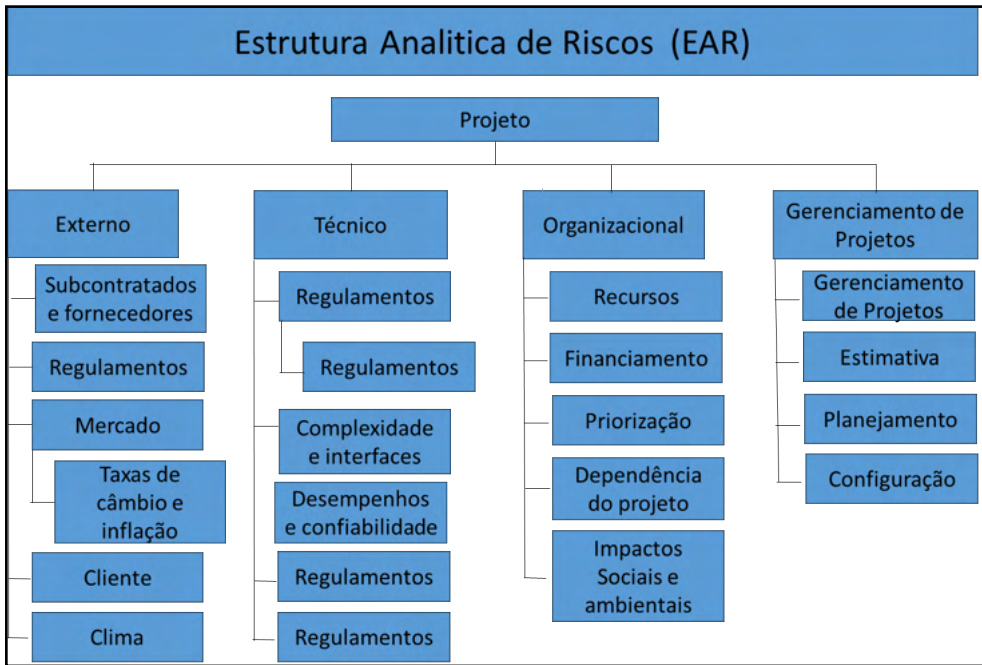 Estrutura Analitica de Riscos (EAR)
Projeto
Externo
Subcontratados
e fornecedores
Regulamentos
Mercado
Taxas de
câmbio e
inflação
Cliente
Clima
Técnico
Regulamentos
Regulamentos
Complexidade
e interfaces
Desempenhos
e confiabilidade
Regulamentos
Regulamentos
Organizacional
Recursos
Financiamento
Priorização
Dependência
do projeto
Impactos
Sociais e
ambientais
Gerenciamento de
Projetos
Gerenciamento
de Projetos
Estimativa
Planejamento
Configuração